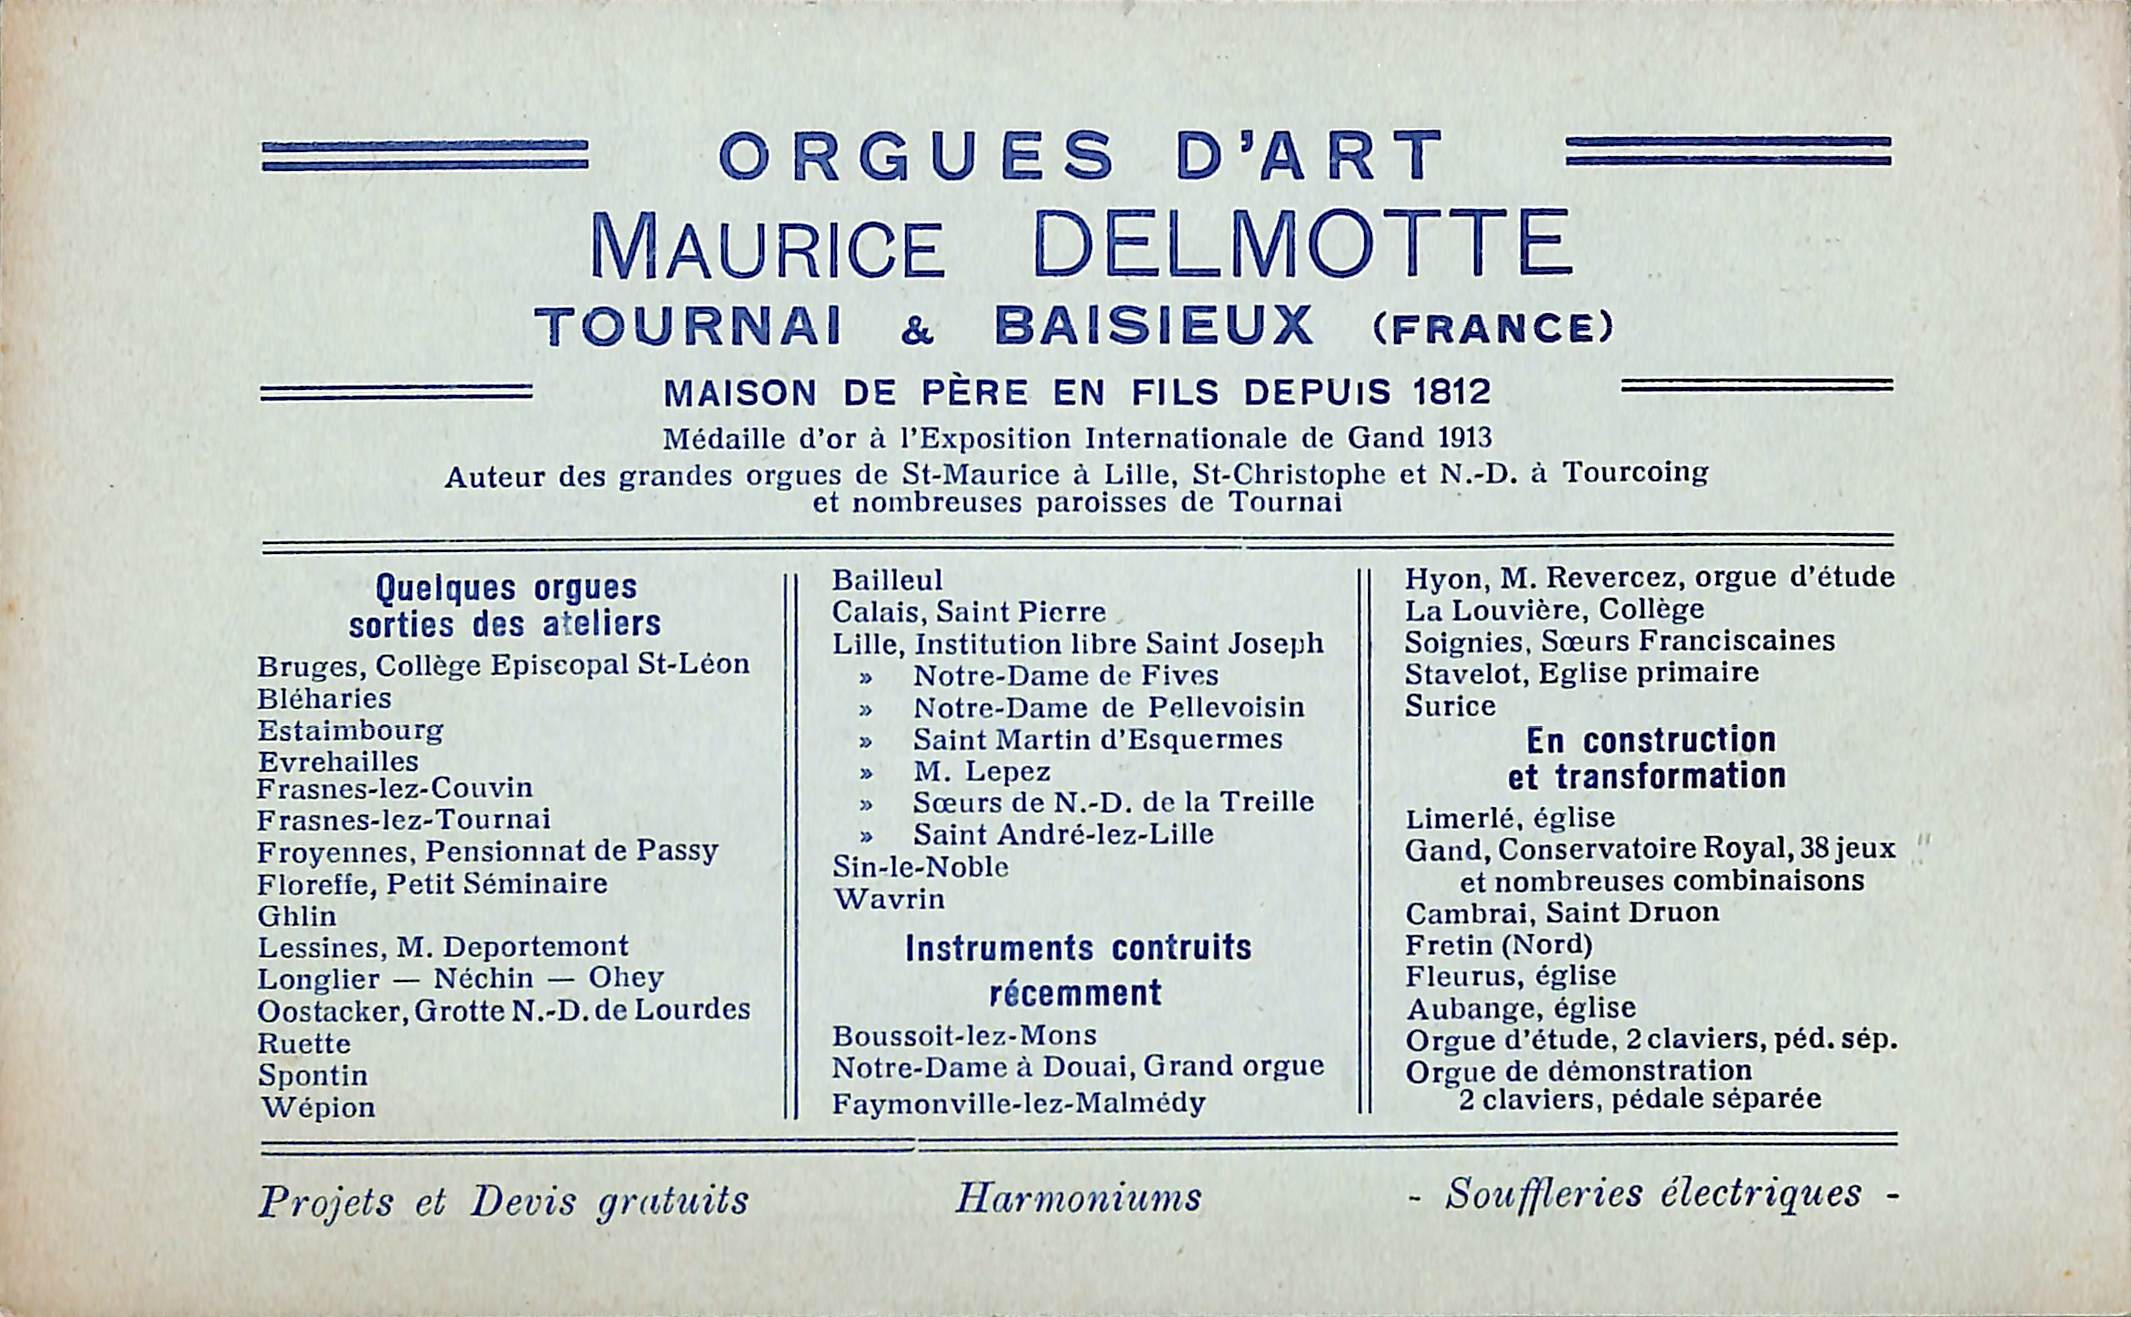 ORGUES D'ART
MAURICE DELMOTTE
TOURNAI & BAISIEUX (FRANCE)
MAISON DE PÈRE EN FILS DEPUIS 1812
Médaille d'or à l'Exposition Internationale de Gand 1913
Auteur des grandes orgues de St-Maurice à Lille, St-Christophe et N.-D. à Tourcoing
et nombreuses paroisses de Tournai
Quelques orgues
sorties des ateliers
Bruges, Collège Episcopal St-Léon
Bléharies
Estaimbourg
Evrehailles
Frasnes-lez-Couvin
Frasnes-lez-Tournai
Froyennes, Pensionnat de Passy
Floreffe, Petit Séminaire
Ghlin
Lessines, M. Deportemont
Longlier — Néchin — Ohey
Oostacker, Grotte N.-D. de Lourdes
Ruette
Spontin
Wépion
Bailleul
Calais, Saint Pierre
Lille, Institution libre Saint Joseph
» Notre-Dame de Fives
» Notre-Dame de Pellevoisin
» Saint Martin d'Esquermes
» M. Lepez
» Sœurs de N.-D. de la Treille
» Saint André-lez-Lille
Sin-le-Noble
Wavrin
Instruments contruits
récemment
Boussoit-lez-Mons
Notre-Dame à Douai, Grand orgue
Faymonville-lez-Malmédy
Hyon, M. Revercez, orgue d'étude
La Louvière, Collège
Soignies, Sœurs Franciscaines
Stavelot, Eglise primaire
Surice
En construction
et transformation
Limerlé, église
Gand, Conservatoire Royal, 38 jeux
et nombreuses combinaisons
Cambrai, Saint Druon
Fretin (Nord)
Fleurus, église
Aubange, église
Orgue d'étude, 2 claviers, péd. sép.
Orgue de démonstration
2 claviers, pédale séparée
Projets et Devis gratuits
Harmoniums
- Souffleries électriques -